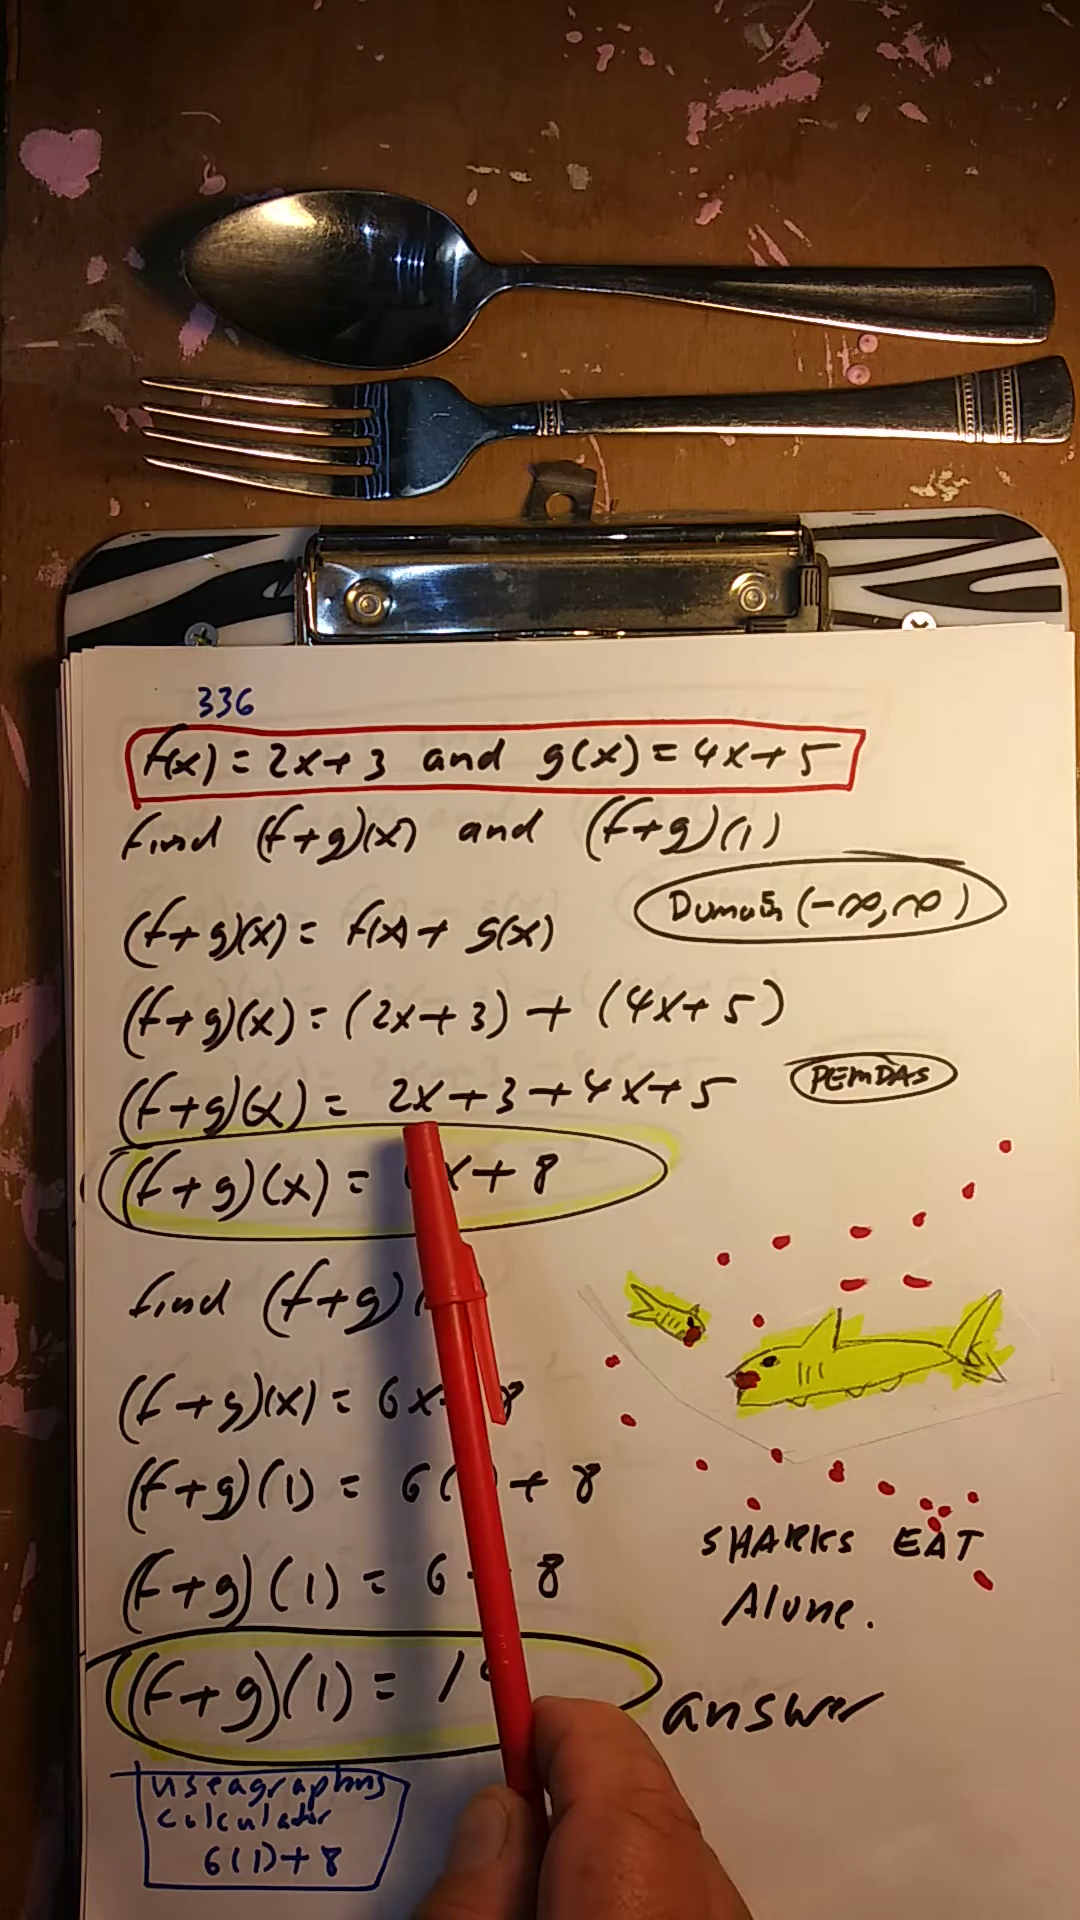 336
f(x) = 2x+3 and g(x) = 4x+5
Find (f+g)(x) and (f+g)(1)
Domain (-∞,∞)
(f+g)(x) = f(x) + g(x)
(f+g)(x) = (2x+3) + (4x+5)
(f+g)(x) = 2x+3+4x+5
PEMDAS
(f+g)(x) = x+8
find (f+g)(
(f+g)(x) = 6x 8
(f+g)(1) = 6( ) + 8
(f+g)(1) = 6 8
SHARKS EAT
Alone.
(f+g)(1) = 1
answer
use a graphing
calculator
6(1)+8